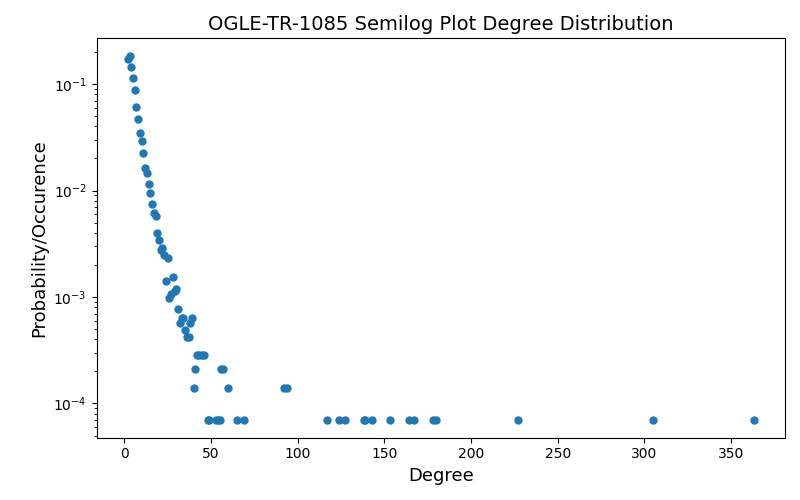 OGLE-TR-1085 Semilog Plot Degree Distribution
Probability/Occurence
10⁻¹
10⁻²
10⁻³
10⁻⁴
0 50 100 150 200 250 300 350
Degree